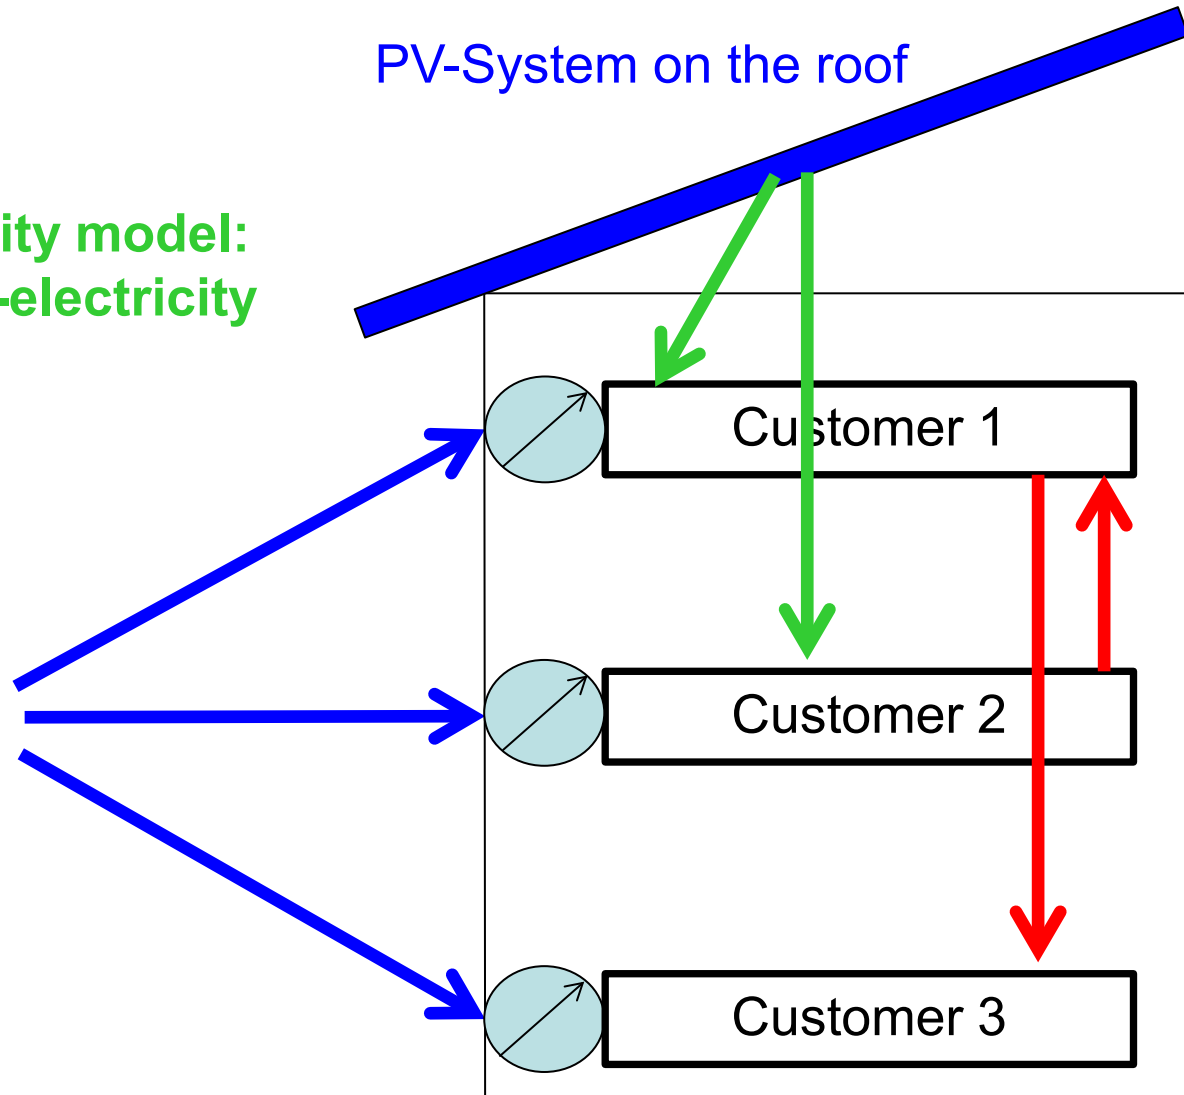 PV-System on the roof
ity model:
-electricity
Customer 1
Customer 2
Customer 3